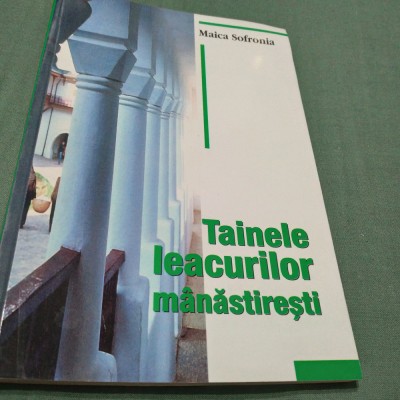 Maica Sofronia
Tainele
leacurilor
mânăstirești